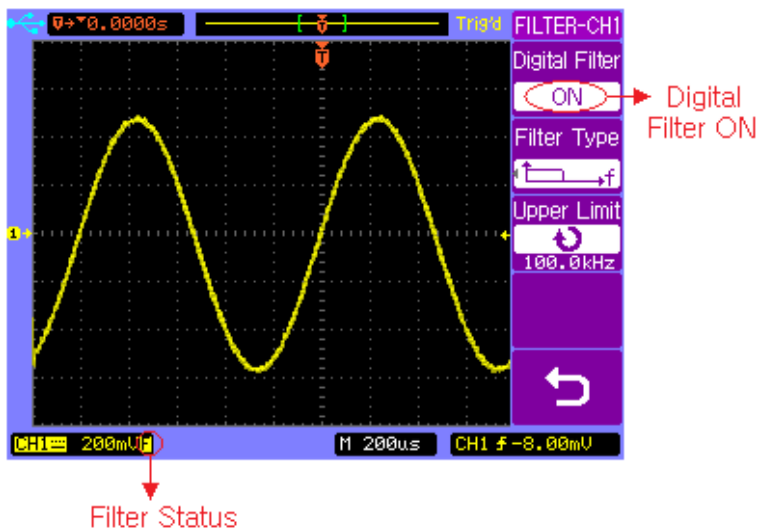 T→▼0.0000s
T
Trig'd
FILTER-CH1
T
Digital Filter
ON
Digital
Filter ON
Filter Type
f
Upper Limit
100.0kHz
1
CH1 200mV F
M 200us
CH1 -8.00mV
Filter Status